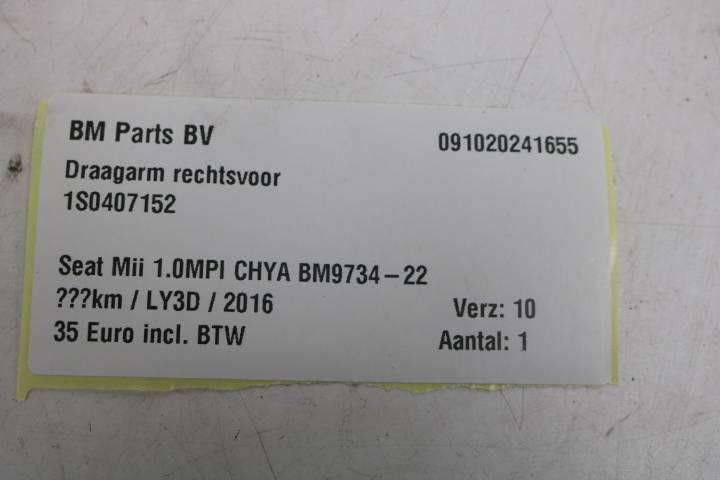 BM Parts BV 091020241655
Draagarm rechtsvoor
1S0407152
Seat Mii 1.0MPI CHYA BM9734-22
???km / LY3D / 2016 Verz: 10
35 Euro incl. BTW Aantal: 1